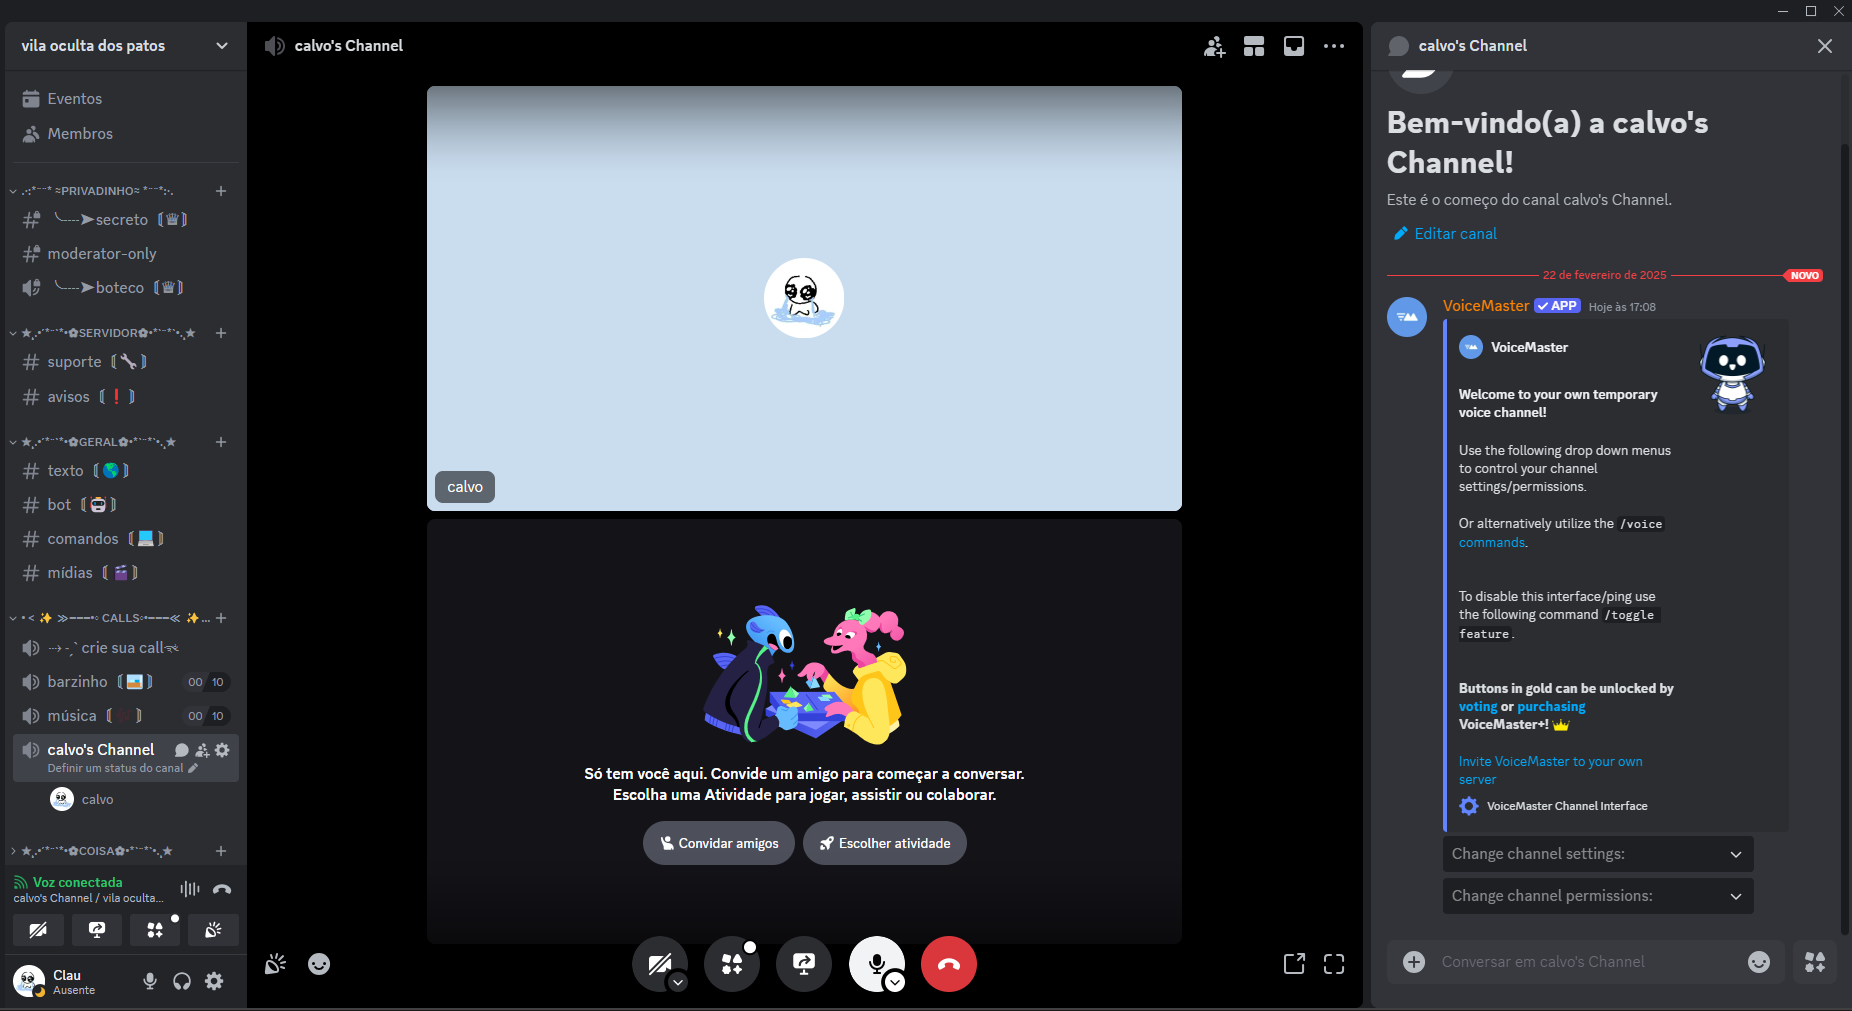 vila oculta dos patos
Eventos
Membros
.·:*¨¨* ≈PRIVADINHO≈ *¨¨*:·.
╰┈➤secreto 〘♕〙
moderator-only
╰┈➤boteco 〘♕〙
★¸.•´*¨`*•✿SERVIDOR✿•*`¨*`•.¸★
suporte 〘🔧〙
avisos 〘❗〙
★¸.•´*¨`*•✿GERAL✿•*`¨*`•.¸★
texto 〘🌎〙
bot 〘🤖〙
comandos 〘💻〙
mídias 〘🎬〙
• < ✨ ≫━━━•◦ CALLS◦•━━━≪ ✨...
crie sua call
barzinho 00 10
música 00 10
calvo's Channel
Definir um status do canal
calvo
★¸.•´*¨`*•✿COISA✿•*`¨*`•.¸★
Voz conectada
calvo's Channel / vila oculta...
Clau
Ausente
calvo's Channel
calvo
Só tem você aqui. Convide um amigo para começar a conversar.
Escolha uma Atividade para jogar, assistir ou colaborar.
Convidar amigos
Escolher atividade
calvo's Channel
Bem-vindo(a) a calvo's
Channel!
Este é o começo do canal calvo's Channel.
Editar canal
22 de fevereiro de 2025 NOVO
VoiceMaster ✓ APP Hoje às 17:08
VoiceMaster
Welcome to your own temporary
voice channel!
Use the following drop down menus
to control your channel
settings/permissions.
Or alternatively utilize the /voice
commands.
To disable this interface/ping use
the following command /toggle
feature.
Buttons in gold can be unlocked by
voting or purchasing
VoiceMaster+! 👑
Invite VoiceMaster to your own
server
VoiceMaster Channel Interface
Change channel settings:
Change channel permissions:
Conversar em calvo's Channel